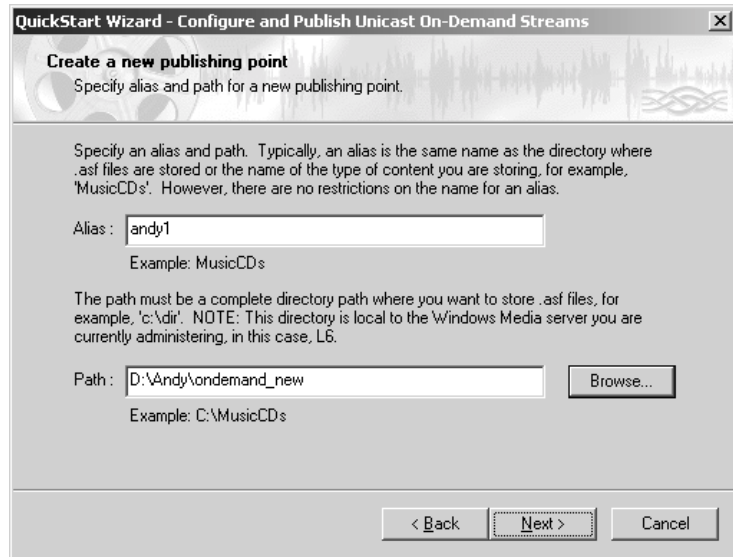 QuickStart Wizard - Configure and Publish Unicast On-Demand Streams
Create a new publishing point
Specify alias and path for a new publishing point.
Specify an alias and path. Typically, an alias is the same name as the directory where
.asf files are stored or the name of the type of content you are storing, for example,
'MusicCDs'. However, there are no restrictions on the name for an alias.
Alias : andy1
Example: MusicCDs
The path must be a complete directory path where you want to store .asf files, for
example, 'c:\dir'. NOTE: This directory is local to the Windows Media server you are
currently administering, in this case, L6.
Path : D:\Andy\ondemand_new Browse...
Example: C:\MusicCDs
< Back Next > Cancel